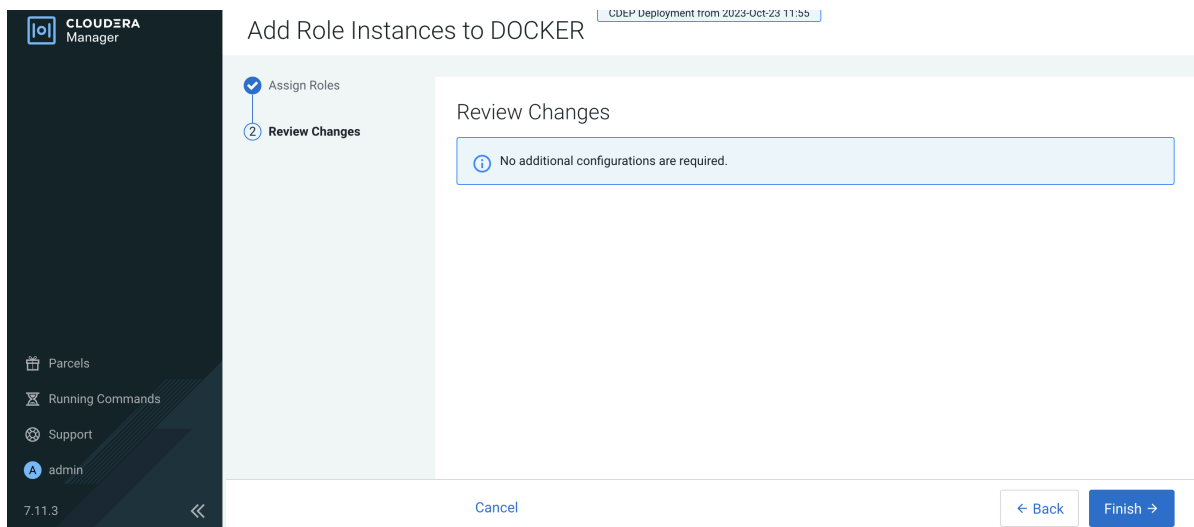 CLOUDERA
Manager
Add Role Instances to DOCKER
CDEP Deployment from 2023-Oct-23 11:55
Assign Roles
2 Review Changes
Review Changes
No additional configurations are required.
Parcels
Running Commands
Support
A admin
7.11.3
Cancel
← Back
Finish →